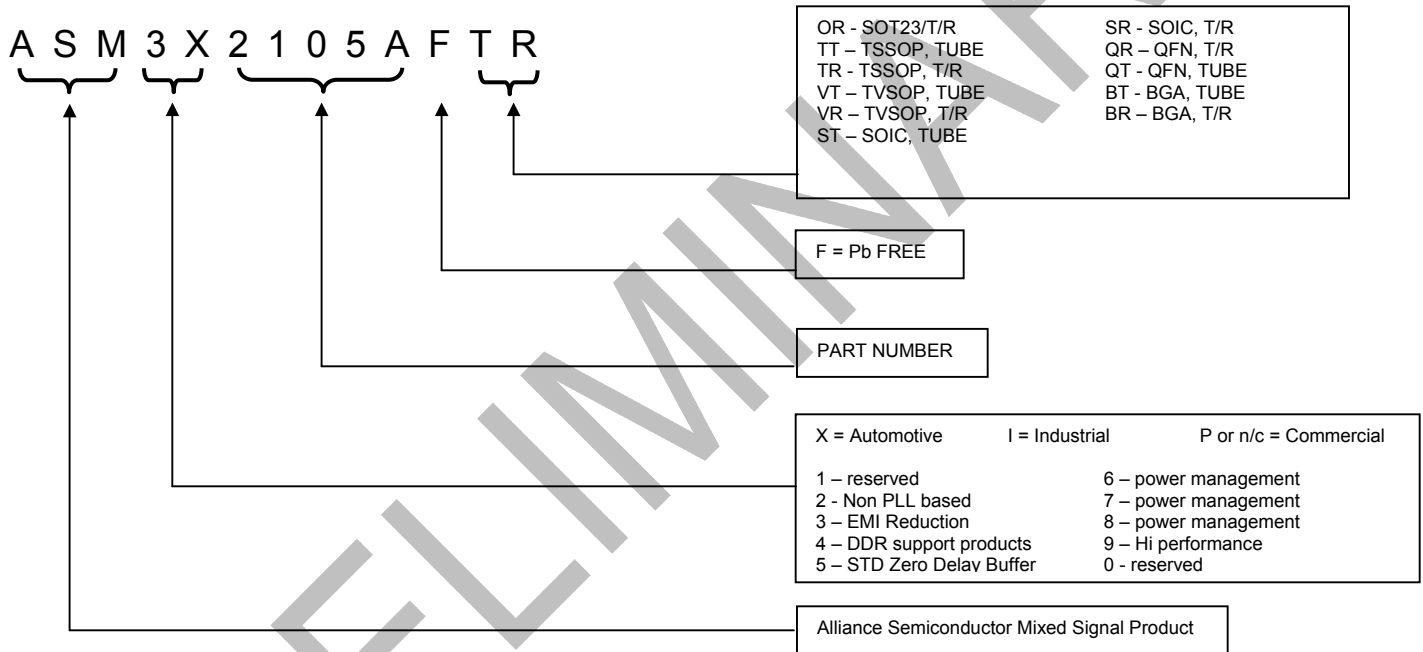 A S M 3 X 2 1 0 5 A F T R
OR - SOT23/T/R
TT – TSSOP, TUBE
TR - TSSOP, T/R
VT – TVSOP, TUBE
VR – TVSOP, T/R
ST – SOIC, TUBE
SR - SOIC, T/R
QR – QFN, T/R
QT - QFN, TUBE
BT - BGA, TUBE
BR – BGA, T/R
F = Pb FREE
PART NUMBER
X = Automotive I = Industrial P or n/c = Commercial
1 – reserved
2 - Non PLL based
3 – EMI Reduction
4 – DDR support products
5 – STD Zero Delay Buffer
6 – power management
7 – power management
8 – power management
9 – Hi performance
0 - reserved
Alliance Semiconductor Mixed Signal Product
ELIMINAR